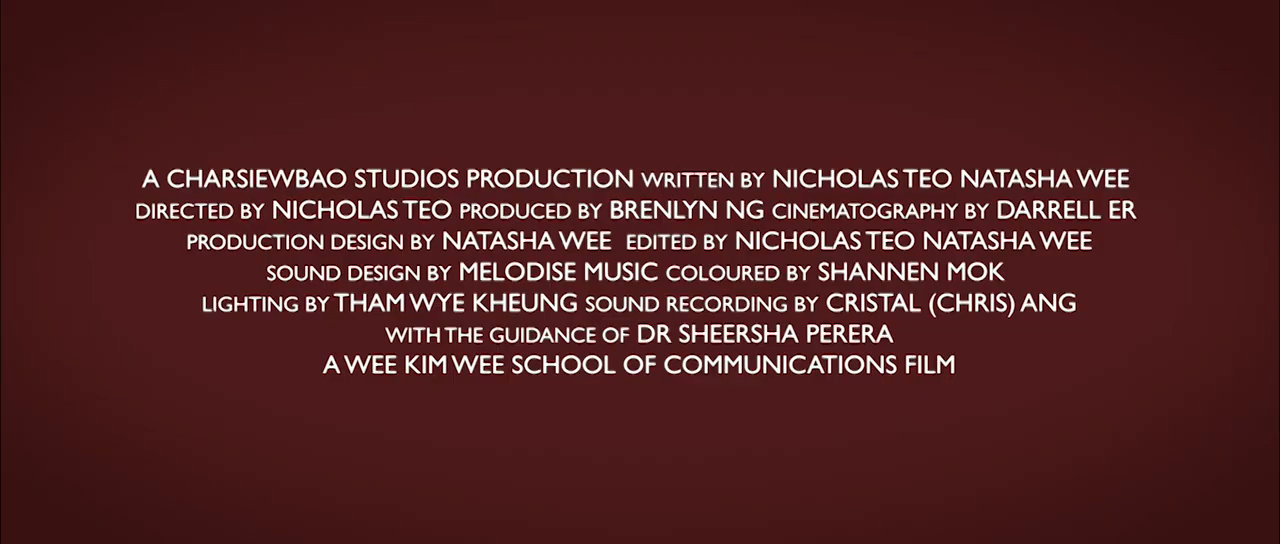 A CHARSIEWBAO STUDIOS PRODUCTION WRITTEN BY NICHOLAS TEO NATASHA WEE
DIRECTED BY NICHOLAS TEO PRODUCED BY BRENLYN NG CINEMATOGRAPHY BY DARRELL ER
PRODUCTION DESIGN BY NATASHA WEE EDITED BY NICHOLAS TEO NATASHA WEE
SOUND DESIGN BY MELODISE MUSIC COLOURED BY SHANNEN MOK
LIGHTING BY THAM WYE KHEUNG SOUND RECORDING BY CRISTAL (CHRIS) ANG
WITH THE GUIDANCE OF DR SHEERSHA PERERA
A WEE KIM WEE SCHOOL OF COMMUNICATIONS FILM